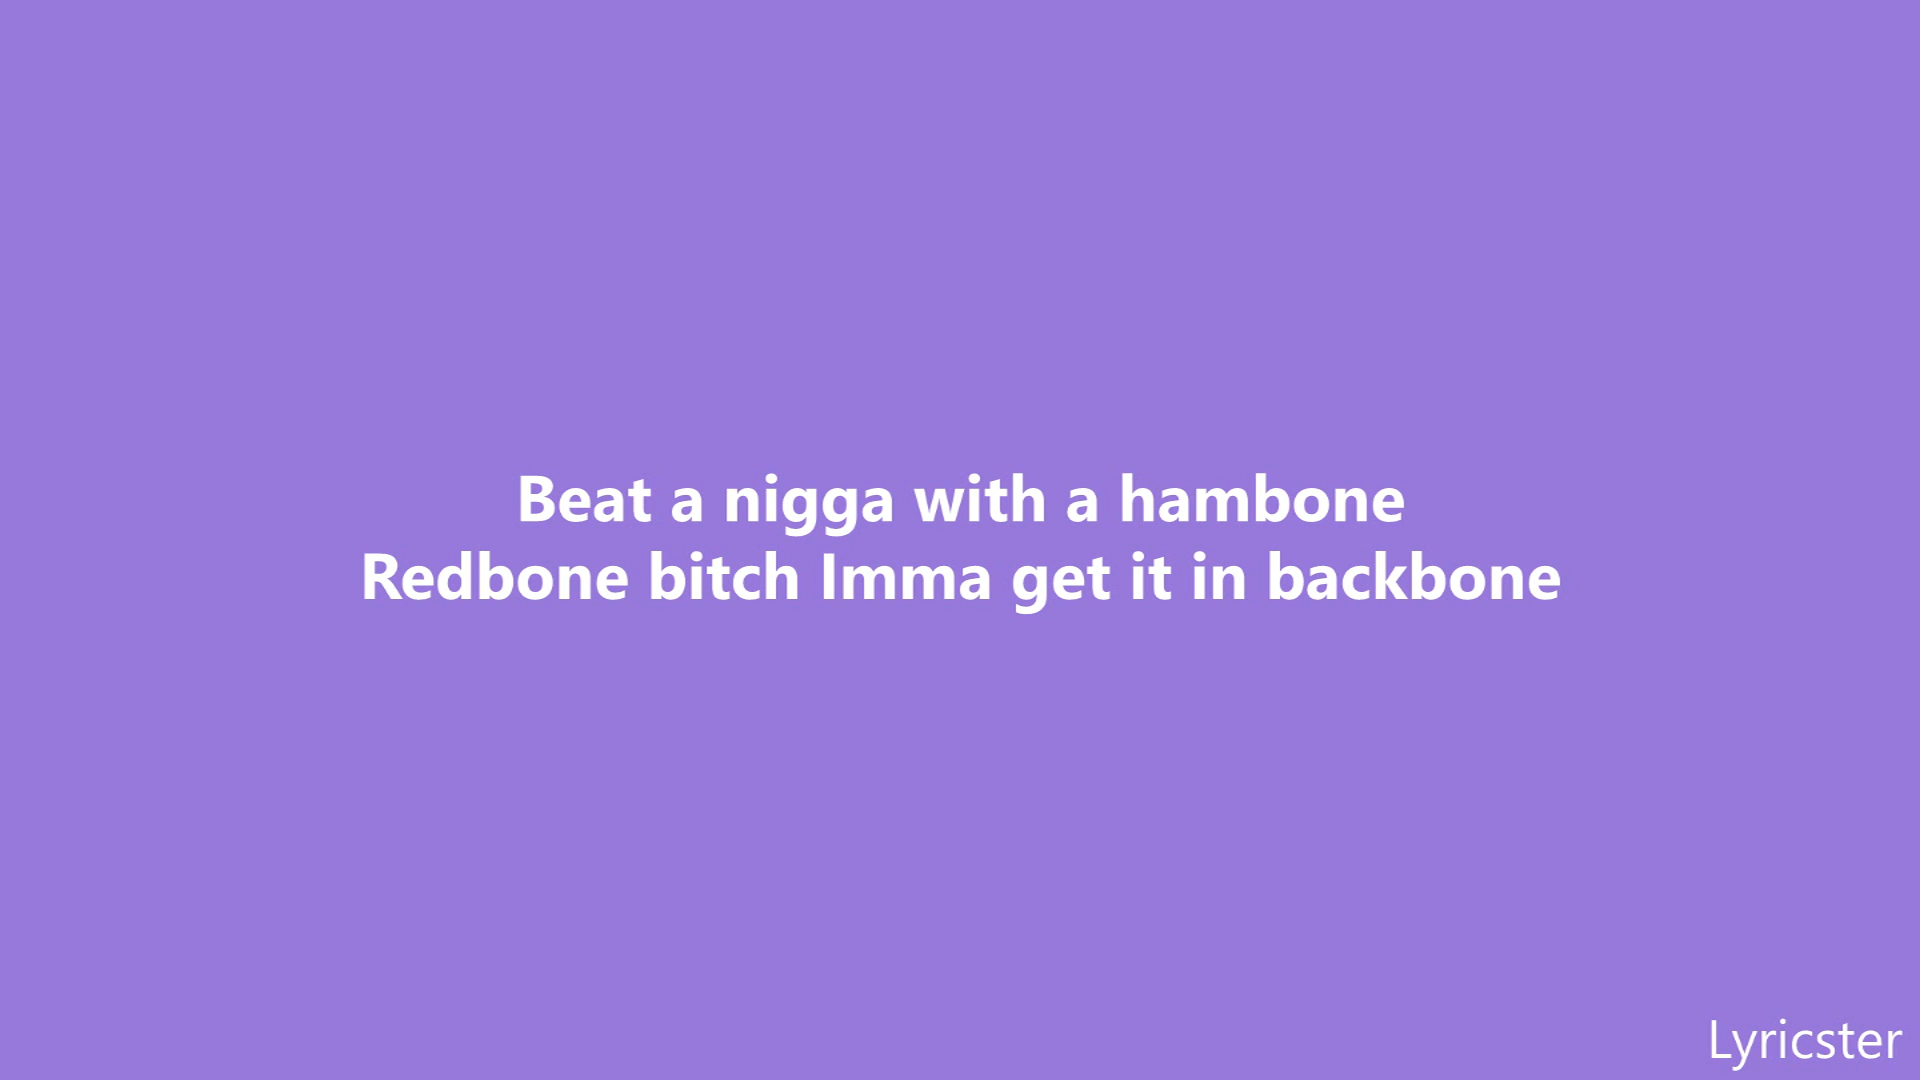 Beat a nigga with a hambone
Redbone bitch Imma get it in backbone
Lyricster